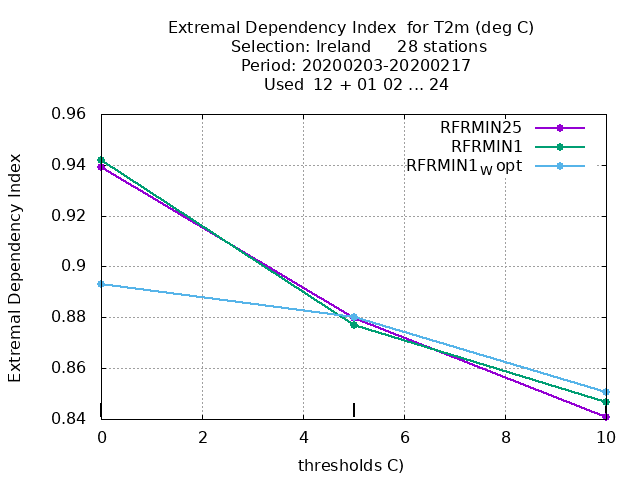 Extremal Dependency Index for T2m (deg C)
Selection: Ireland 28 stations
Period: 20200203-20200217
Used 12 + 01 02 ... 24
RFRMIN25
RFRMIN1
RFRMIN1w opt
Extremal Dependency Index
0.96
0.94
0.92
0.9
0.88
0.86
0.84
0 2 4 6 8 10
thresholds C)